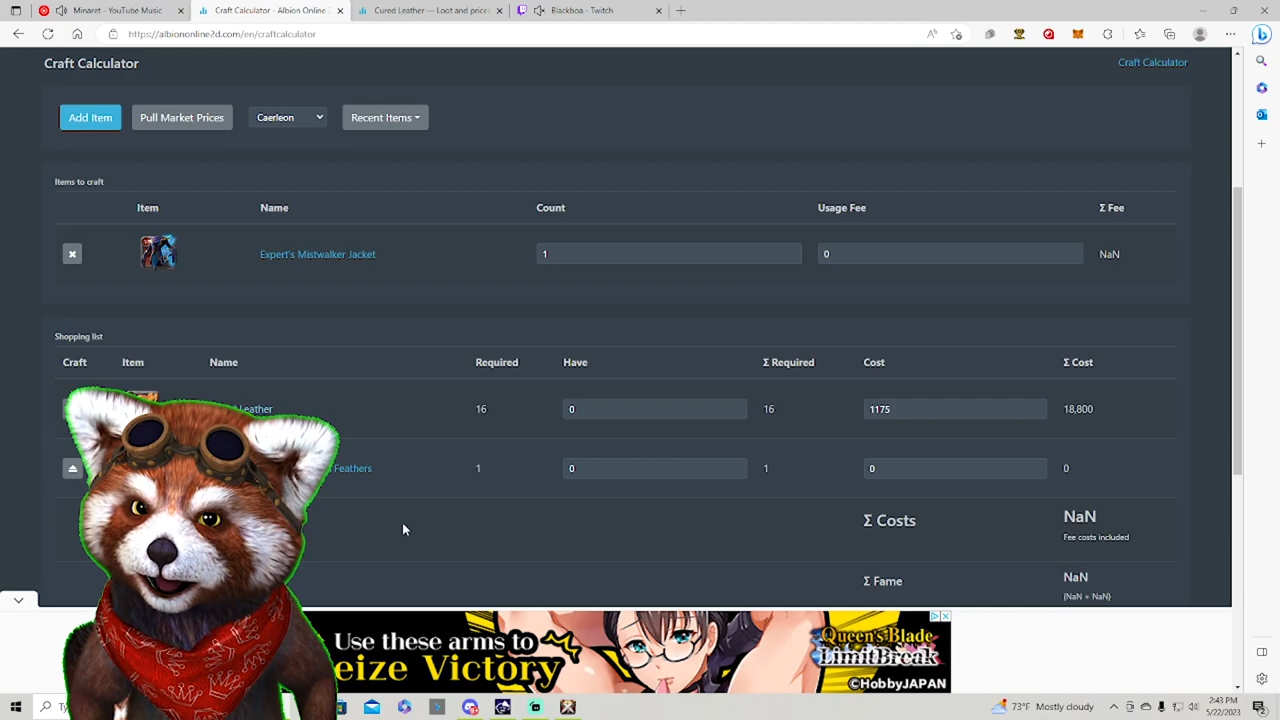 Minaret - YouTube Music
Craft Calculator - Albion Online 2
Cured Leather — Loot and prices
Blackboa - Twitch
https://albiononline2d.com/en/craftcalculator
Craft Calculator
Craft Calculator
Add Item
Pull Market Prices
Caerleon
Recent Items
Items to craft
Item Name Count Usage Fee Σ Fee
Expert's Mistwalker Jacket 1 0 NaN
Shopping list
Craft Item Name Required Have Σ Required Cost Σ Cost
Leather 16 0 16 1175 18,800
Feathers 1 0 1 0 0
Σ Costs NaN
Fee costs included
Σ Fame NaN
(NaN + NaN)
Use these arms to
eize Victory
Queen's Blade
LimitBreak
©HobbyJAPAN
73°F Mostly cloudy
2:43 PM
5/22/2023